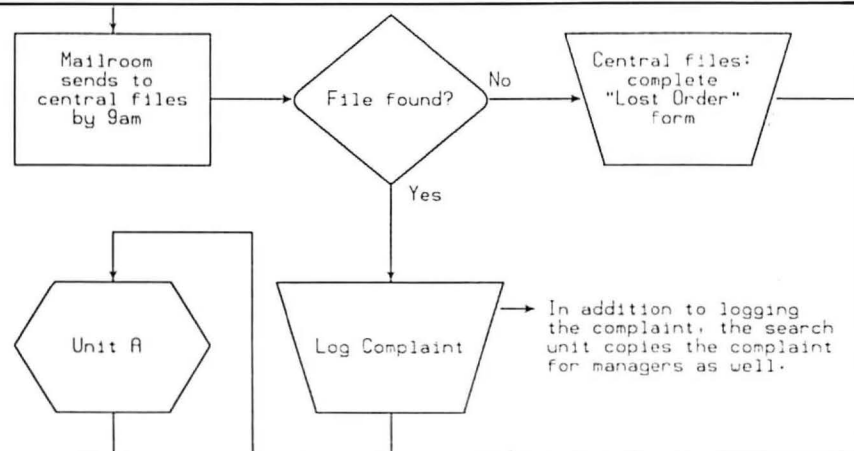 Mailroom
sends to
central files
by 9am
File found?
No
Central files:
complete
"Lost Order"
form
Yes
Unit A
Log Complaint
In addition to logging
the complaint, the search
unit copies the complaint
for managers as well.